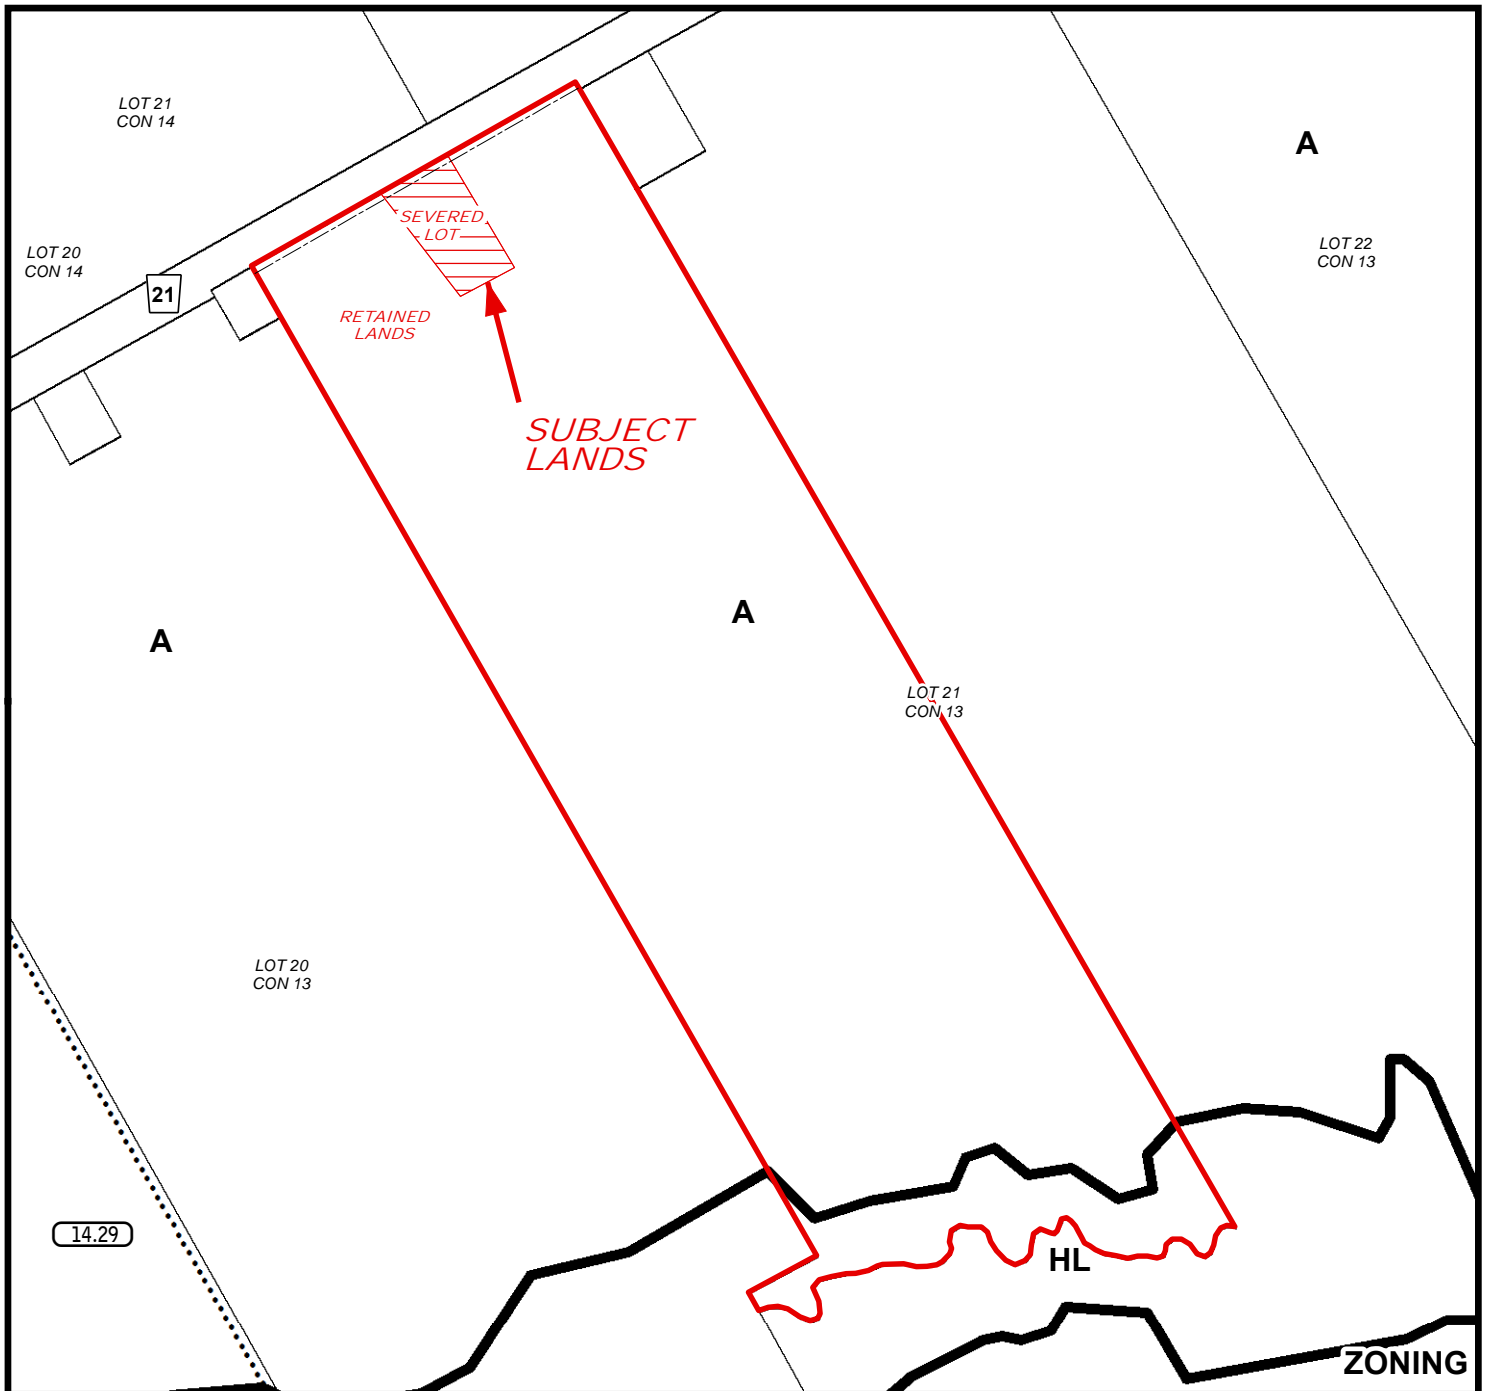 LOT 21
CON 14
A
LOT 22
CON 13
SEVERED
LOT
LOT 20
CON 14
21
RETAINED
LANDS
SUBJECT
LANDS
A
A
LOT 21
CON 13
LOT 20
CON 13
14.29
HL
ZONING